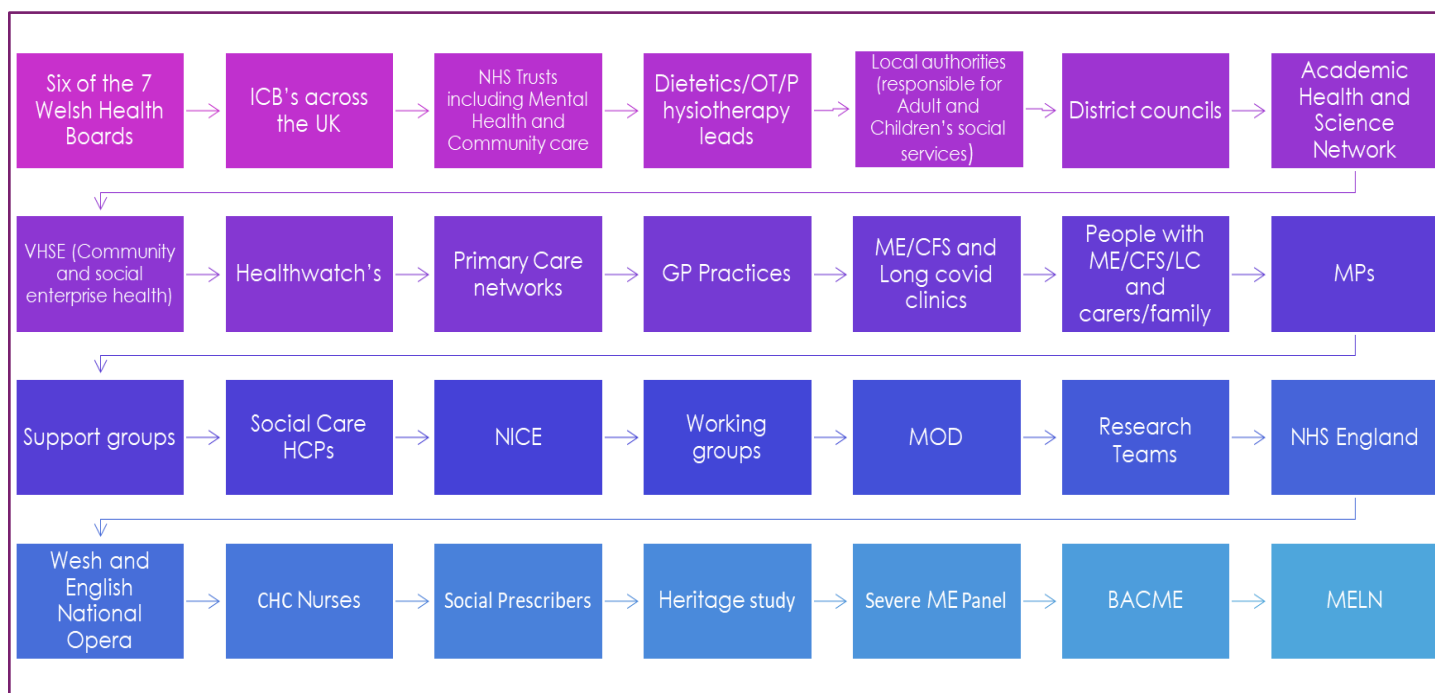 Six of the 7
Welsh Health
Boards
ICB's across
the UK
NHS Trusts
including Mental
Health and
Community care
Dietetics/OT/P
hysiotherapy
leads
Local authorities
(responsible for
Adult and
Children's social
services)
District councils
Academic
Health and
Science
Network
VHSE (Community
and social
enterprise health)
Healthwatch's
Primary Care
networks
GP Practices
ME/CFS and
Long covid
clinics
People with
ME/CFS/LC
and
carers/family
MPs
Support groups
Social Care
HCPs
NICE
Working
groups
MOD
Research
Teams
NHS England
Wesh and
English
National
Opera
CHC Nurses
Social Prescribers
Heritage study
Severe ME Panel
BACME
MELN